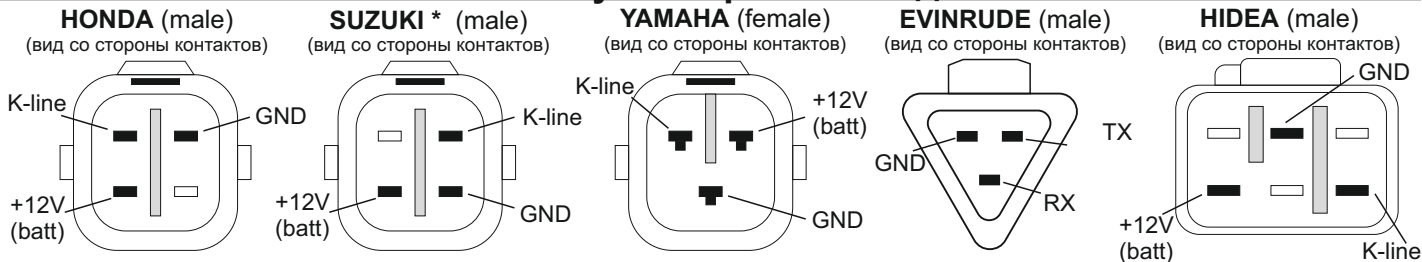 HONDA (male)
(вид со стороны контактов)
K-line
GND
+12V
(batt)
SUZUKI * (male)
(вид со стороны контактов)
K-line
+12V
(batt)
GND
YAMAHA (female)
(вид со стороны контактов)
K-line
+12V
(batt)
GND
EVINRUDE (male)
(вид со стороны контактов)
TX
GND
RX
HIDEA (male)
(вид со стороны контактов)
GND
+12V
(batt)
K-line